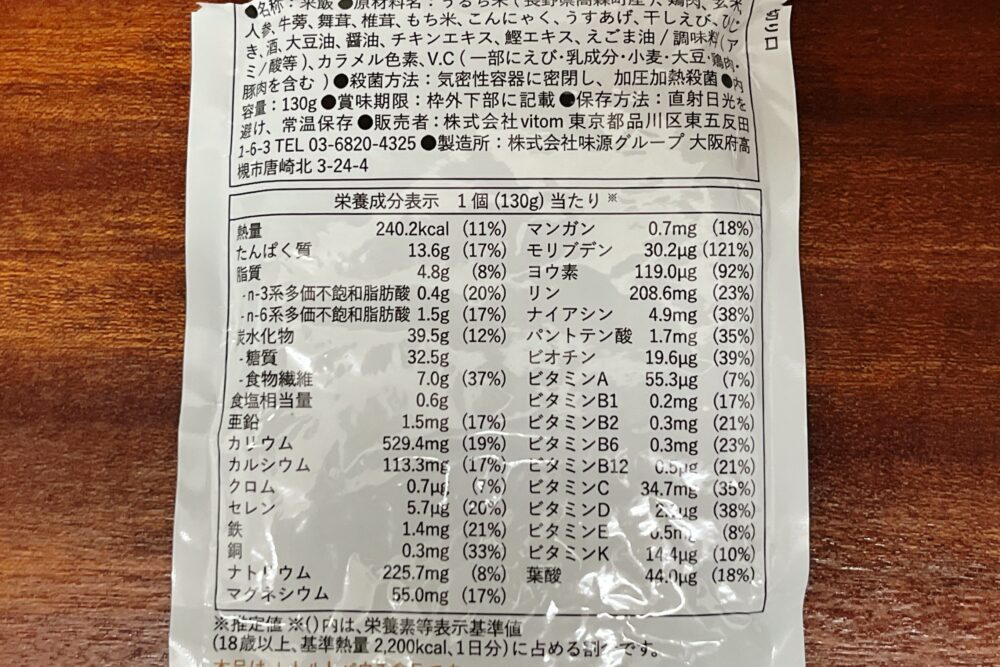 ●名称：米飯 ●原材料名：うるち米(長野県高森町産)、鶏肉、玄米、
人参、牛蒡、舞茸、椎茸、もち米、こんにゃく、うすあげ、干しえび、ひじ
き、酒、大豆油、醤油、チキンエキス、鰹エキス、えごま油 / 調味料(ア
ミノ酸等)、カラメル色素、V.C (一部にえび・乳成分・小麦・大豆・鶏肉・
豚肉を含む) ●殺菌方法：気密性容器に密閉し、加圧加熱殺菌 ●内
容量：130g ●賞味期限：枠外下部に記載 ●保存方法：直射日光を
避け、常温保存 ●販売者：株式会社vitom 東京都品川区東五反田
1-6-3 TEL 03-6820-4325 ●製造所：株式会社味源グループ 大阪府高
槻市唐崎北 3-24-4
切り口
栄養成分表示 1個 (130g) 当たり ※
熱量 240.2kcal (11%)
たんぱく質 13.6g (17%)
脂質 4.8g (8%)
-n-3系多価不飽和脂肪酸 0.4g (20%)
-n-6系多価不飽和脂肪酸 1.5g (17%)
炭水化物 39.5g (12%)
-糖質 32.5g
-食物繊維 7.0g (37%)
食塩相当量 0.6g
亜鉛 1.5mg (17%)
カリウム 529.4mg (19%)
カルシウム 113.3mg (17%)
クロム 0.7μg (7%)
セレン 5.7μg (20%)
鉄 1.4mg (21%)
銅 0.3mg (33%)
ナトリウム 225.7mg (8%)
マグネシウム 55.0mg (17%)
マンガン 0.7mg (18%)
モリブデン 30.2μg (121%)
ヨウ素 119.0μg (92%)
リン 208.6mg (23%)
ナイアシン 4.9mg (38%)
パントテン酸 1.7mg (35%)
ビオチン 19.6μg (39%)
ビタミンA 55.3μg (7%)
ビタミンB1 0.2mg (17%)
ビタミンB2 0.3mg (21%)
ビタミンB6 0.3mg (23%)
ビタミンB12 0.5μg (21%)
ビタミンC 34.7mg (35%)
ビタミンD (38%)
ビタミンE 0.5mg (8%)
ビタミンK 14.4μg (10%)
葉酸 44.0μg (18%)
※推定値 ※()内は、栄養素等表示基準値
(18歳以上、基準熱量 2,200kcal、1日分) に占める割合です。